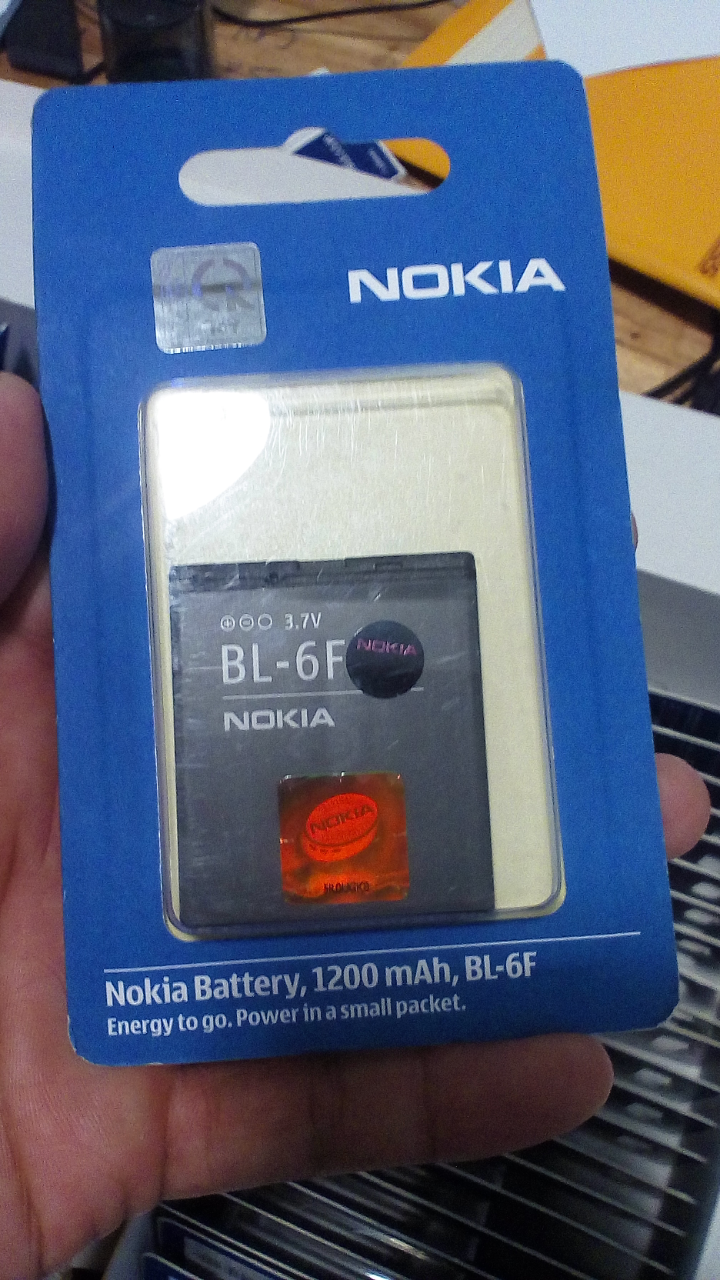 NOKIA
3.7V
BL-6F
NOKIA
NOKIA
NOKIA
Nokia Battery, 1200 mAh, BL-6F
Energy to go. Power in a small packet.